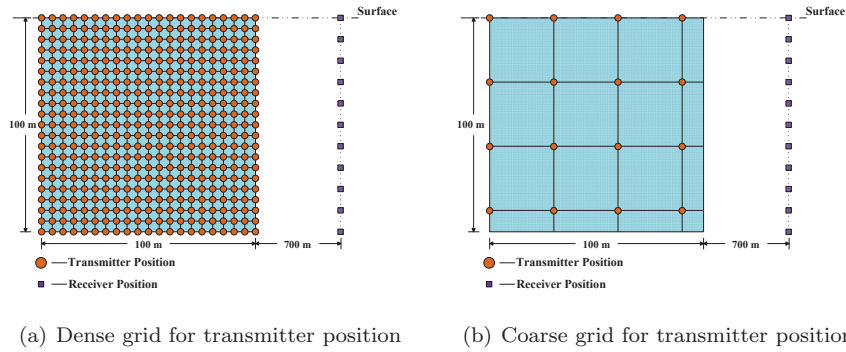 Surface
100 m
100 m
700 m
—Transmitter Position
—Receiver Position
(a) Dense grid for transmitter position
Surface
100 m
100 m
700 m
—Transmitter Position
—Receiver Position
(b) Coarse grid for transmitter position